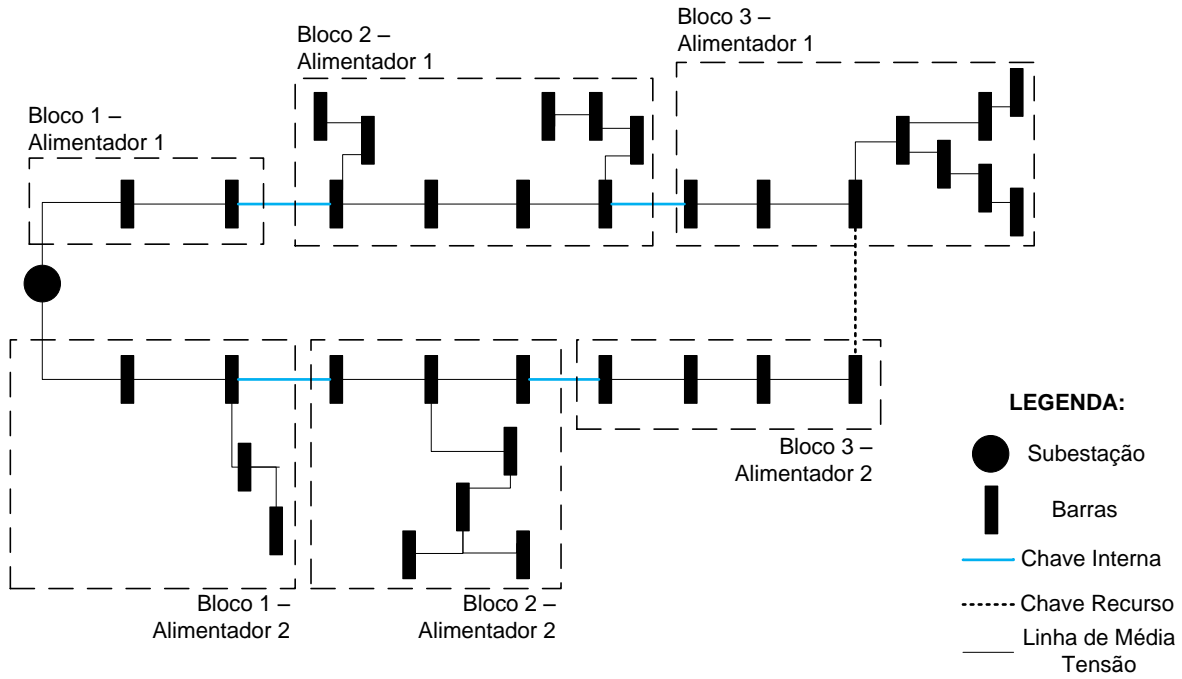 Bloco 1 –
Alimentador 1
Bloco 2 –
Alimentador 1
Bloco 3 –
Alimentador 1
Bloco 1 –
Alimentador 2
Bloco 2 –
Alimentador 2
Bloco 3 –
Alimentador 2
LEGENDA:
Subestação
Barras
Chave Interna
Chave Recurso
Linha de Média
Tensão